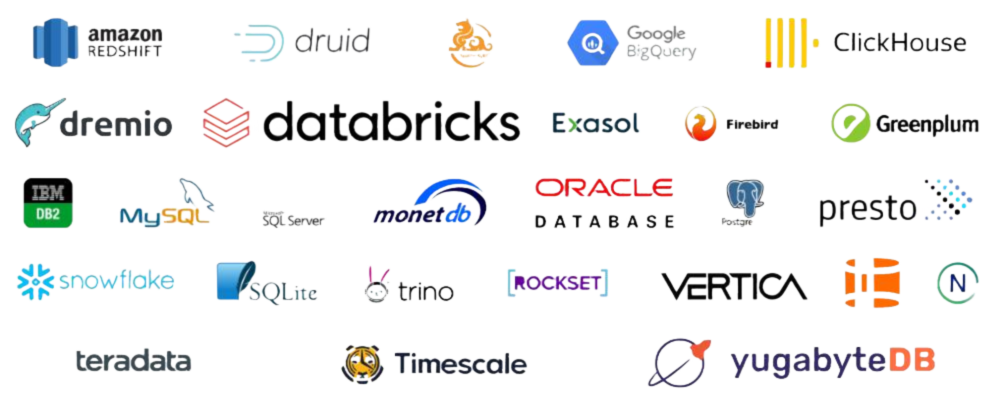 amazon
REDSHIFT
druid
Google
BigQuery
ClickHouse
dremio
databricks
Exasol
Firebird
Greenplum
IBM
DB2
MySQL
SQL Server
monetdb
ORACLE
DATABASE
Postgre
presto
snowflake
SQLite
trino
[ROCKSET]
VERTICA
N
teradata
Timescale
yugabyteDB